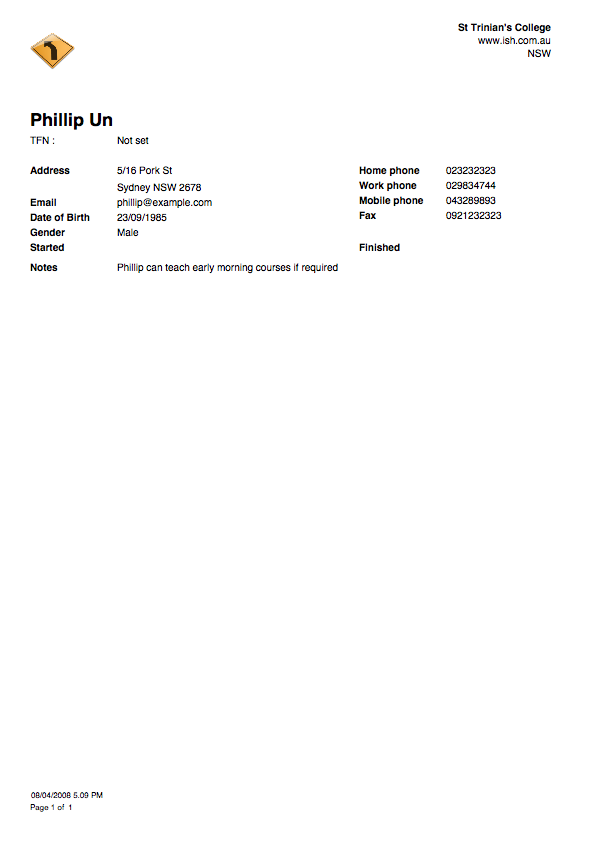 St Trinian's College
www.ish.com.au
NSW
Phillip Un
TFN : Not set
Address 5/16 Pork St Home phone 023232323
Sydney NSW 2678 Work phone 029834744
Email phillip@example.com Mobile phone 043289893
Date of Birth 23/09/1985 Fax 0921232323
Gender Male
Started Finished
Notes Phillip can teach early morning courses if required
08/04/2008 5.09 PM
Page 1 of 1